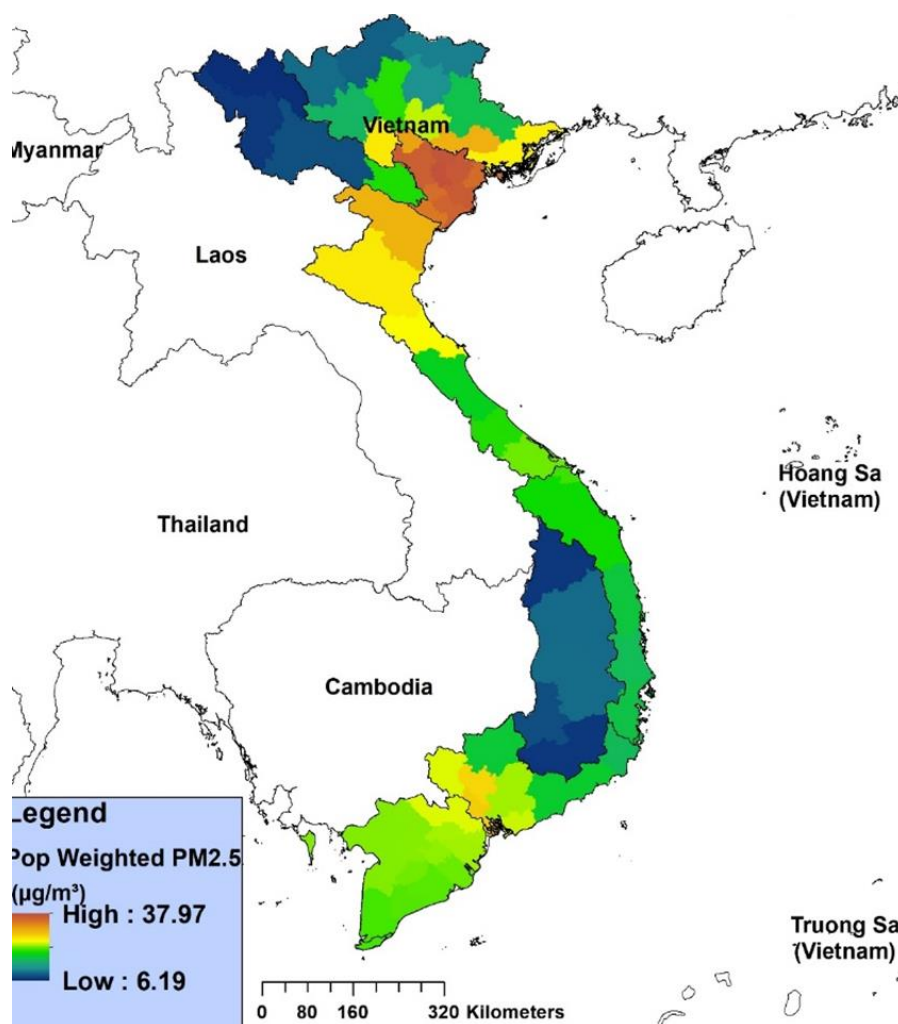 Vietnam
Myanmar
Laos
Hoang Sa
(Vietnam)
Thailand
Cambodia
Legend
Pop Weighted PM2.5
(µg/m³)
High : 37.97
Low : 6.19
Truong Sa
(Vietnam)
0 80 160 320 Kilometers